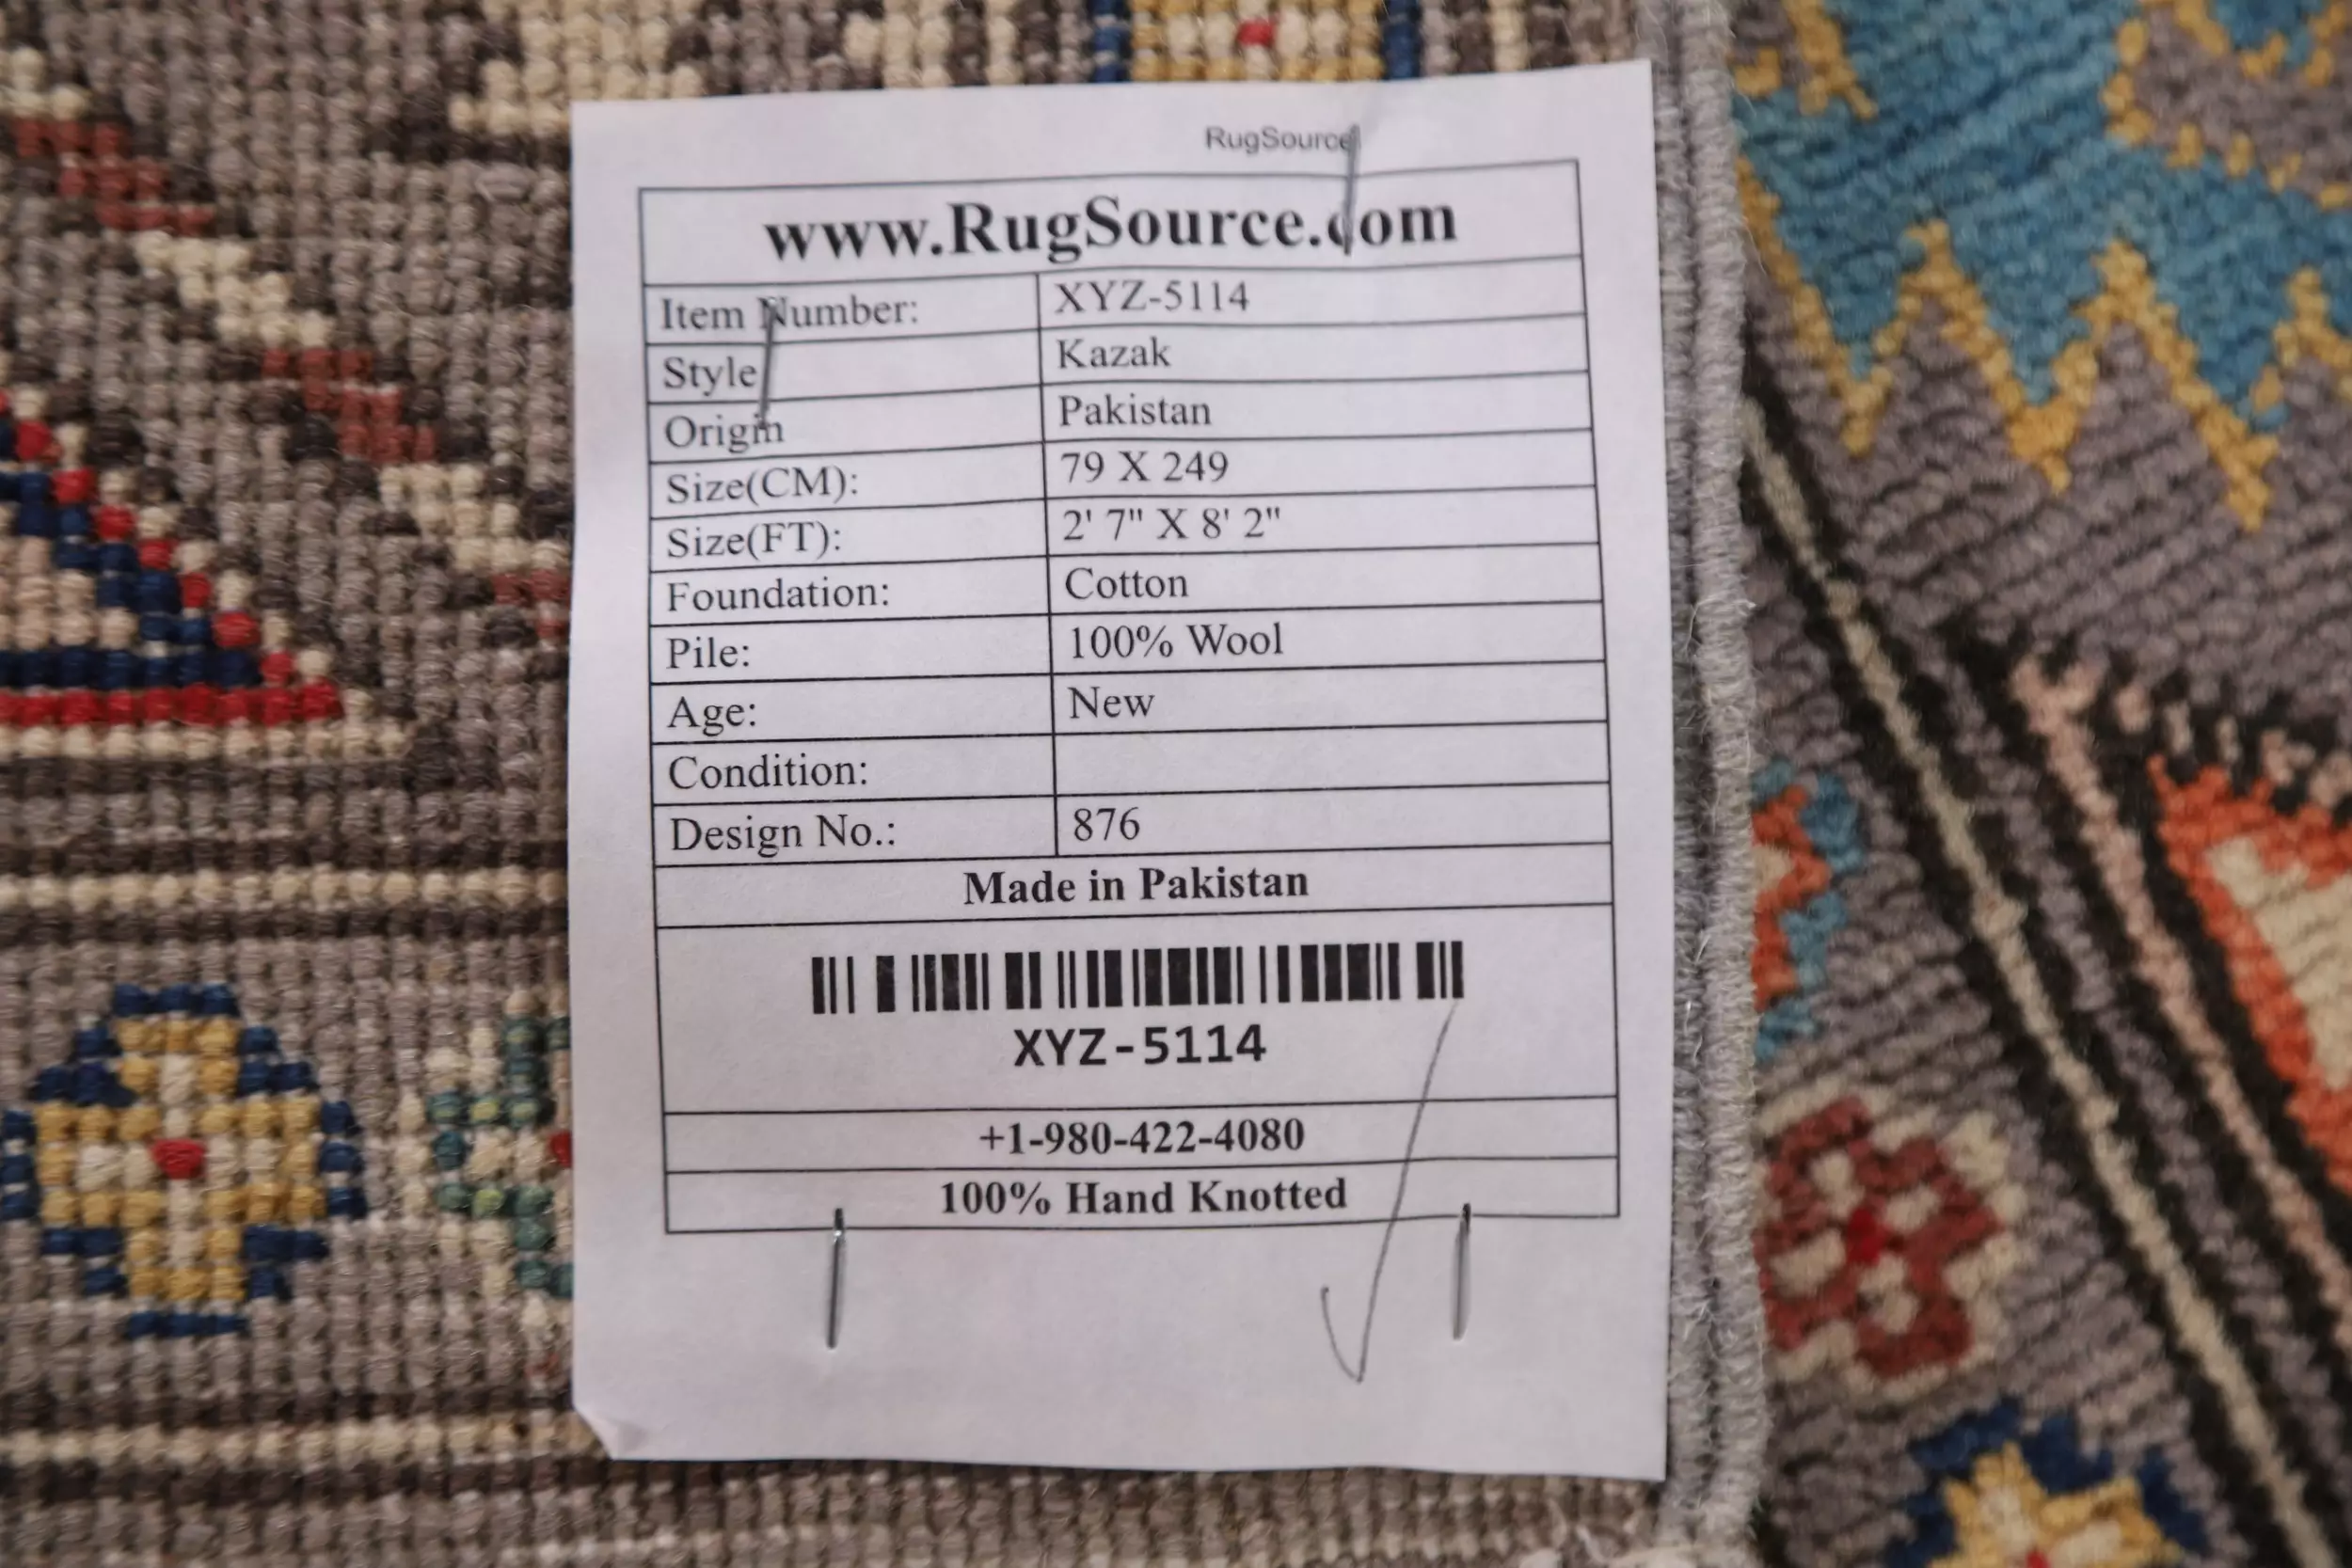 RugSource
www.RugSource.com
Item Number: XYZ-5114
Style Kazak
Origin Pakistan
Size(CM): 79 X 249
Size(FT): 2' 7" X 8' 2"
Foundation: Cotton
Pile: 100% Wool
Age: New
Condition:
Design No.: 876
Made in Pakistan
XYZ-5114
+1-980-422-4080
100% Hand Knotted